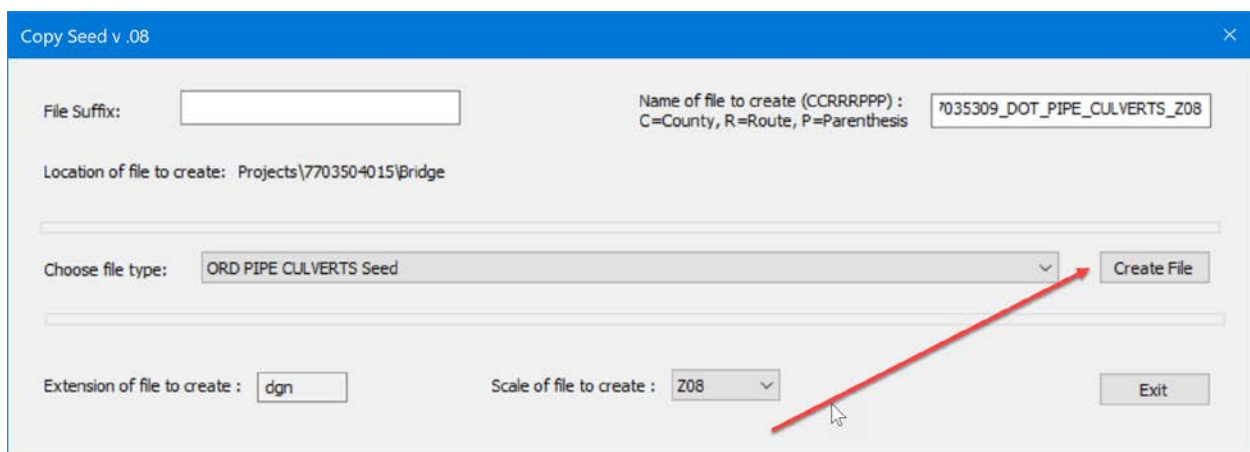 Copy Seed v .08
File Suffix:
Name of file to create (CCRRRPPP) :
C=County, R=Route, P=Parenthesis
7035309_DOT_PIPE_CULVERTS_Z08
Location of file to create: Projects\7703504015\Bridge
Choose file type:
ORD PIPE CULVERTS Seed
Create File
Extension of file to create :
dgn
Scale of file to create :
Z08
Exit